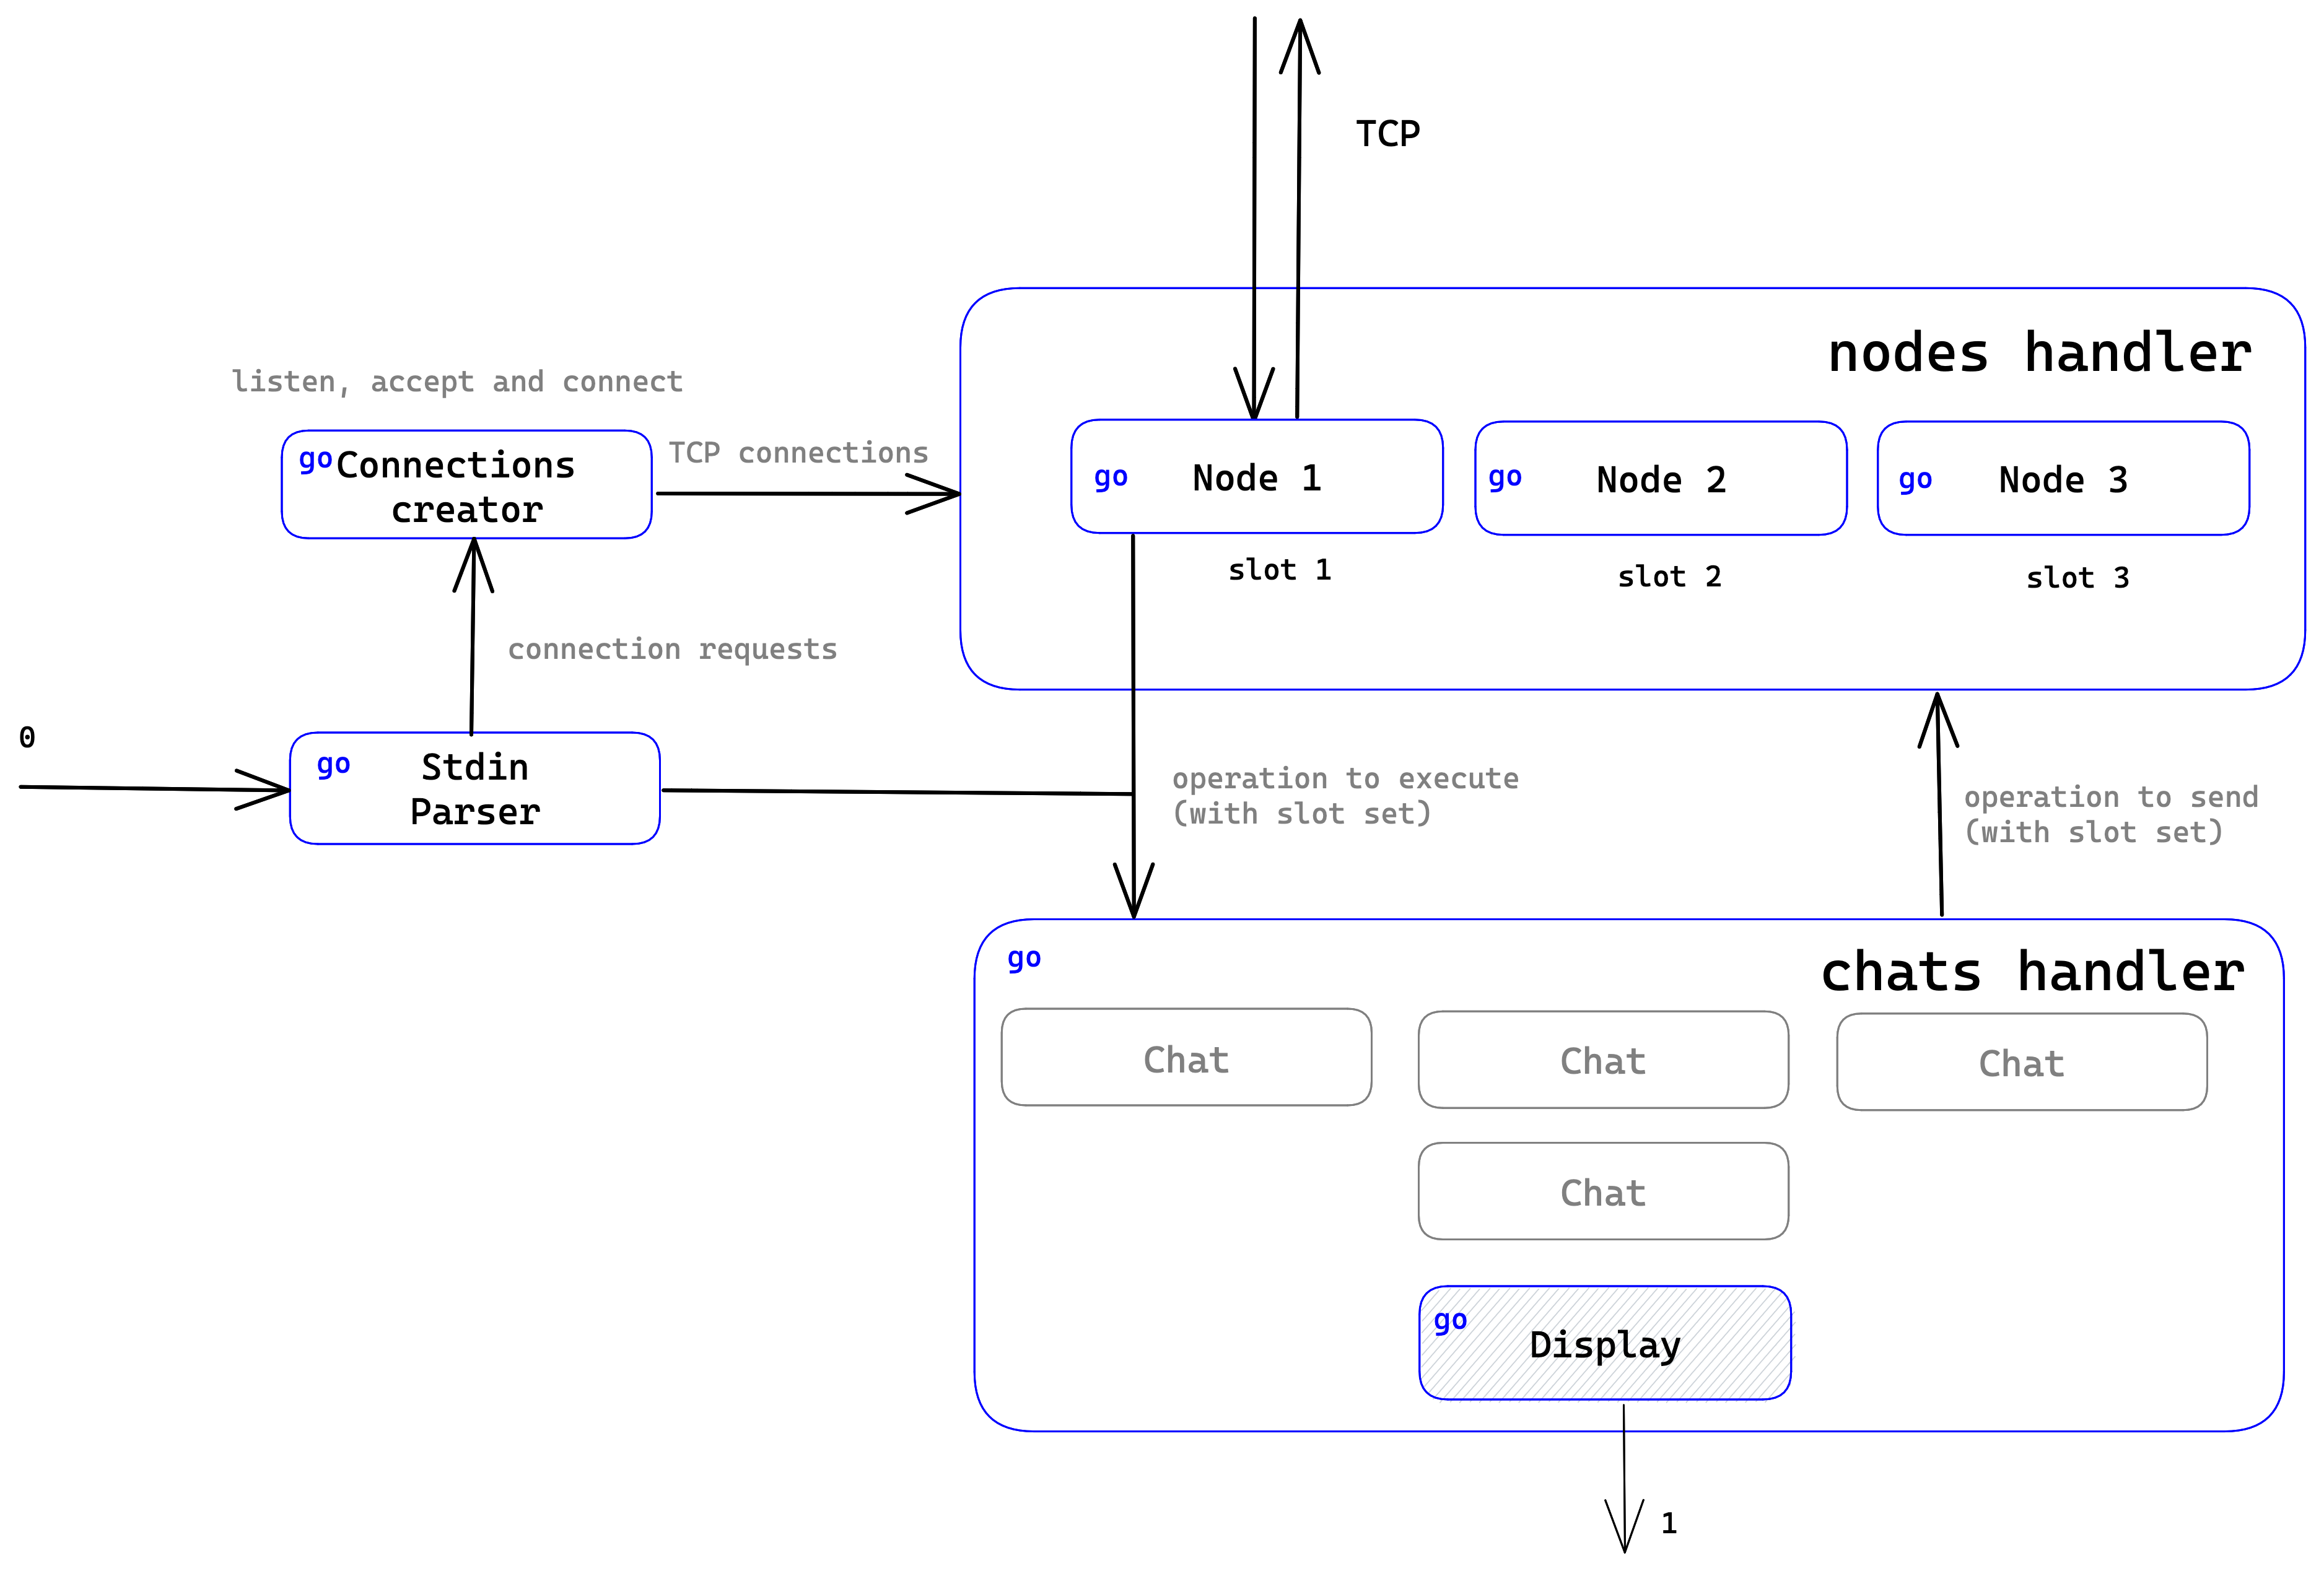 TCP
nodes handler
listen, accept and connect
go Connections
creator
TCP connections
go Node 1
go Node 2
go Node 3
slot 1
slot 2
slot 3
connection requests
0
go Stdin
Parser
operation to execute
(with slot set)
operation to send
(with slot set)
go
chats handler
Chat
Chat
Chat
Chat
go
Display
1